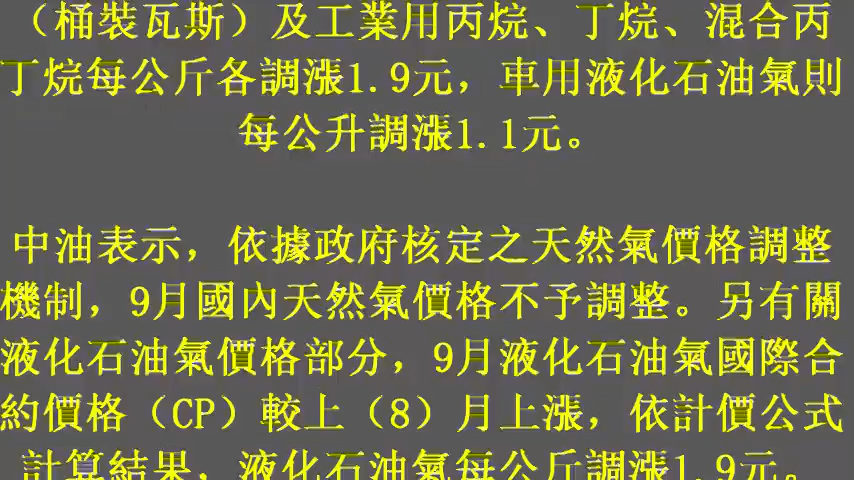 （桶裝瓦斯）及工業用丙烷、丁烷、混合丙
丁烷每公斤各調漲1.9元，車用液化石油氣則
每公升調漲1.1元。
中油表示，依據政府核定之天然氣價格調整
機制，9月國內天然氣價格不予調整。另有關
液化石油氣價格部分，9月液化石油氣國際合
約價格（CP）較上（8）月上漲，依計價公式
計算結果，液化石油氣每公斤調漲1.9元。